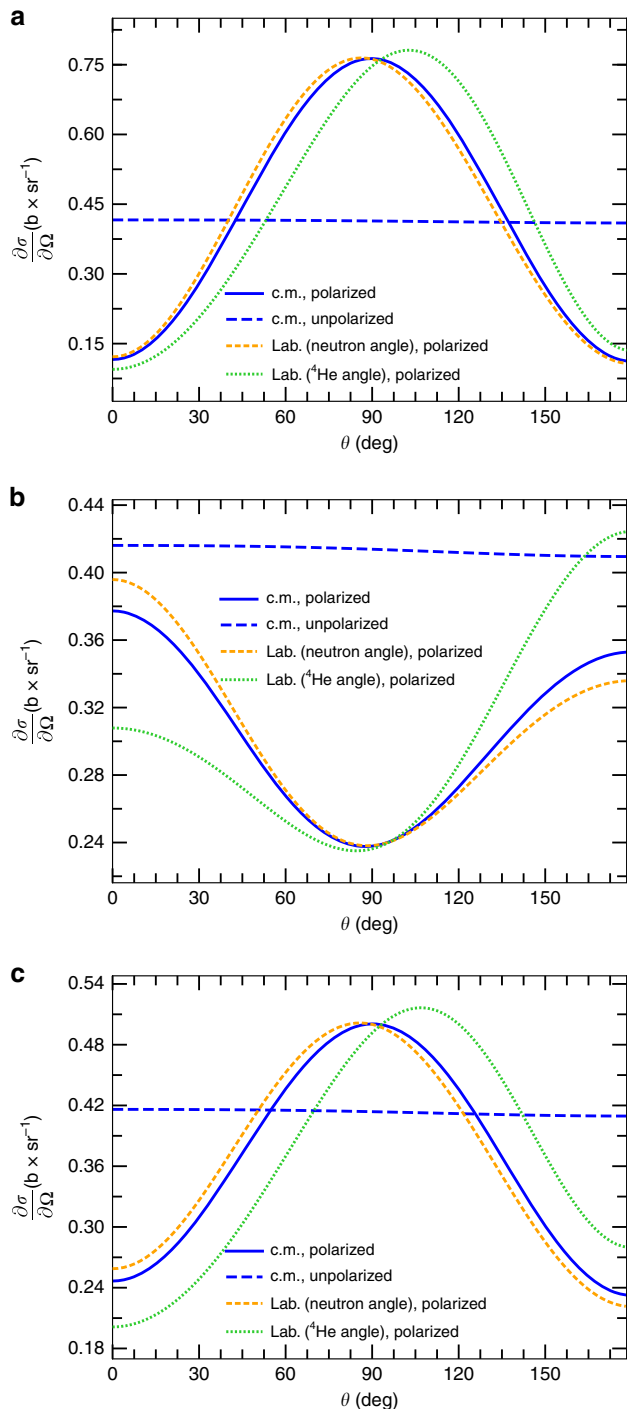 a
0.75
0.60
0.45
0.30
0.15
∂σ/∂Ω (b × sr⁻¹)
c.m., polarized
c.m., unpolarized
Lab. (neutron angle), polarized
Lab. (⁴He angle), polarized
0 30 60 90 120 150
θ (deg)
b
0.44
0.40
0.36
0.32
0.28
0.24
∂σ/∂Ω (b × sr⁻¹)
c.m., polarized
c.m., unpolarized
Lab. (neutron angle), polarized
Lab. (⁴He angle), polarized
0 30 60 90 120 150
θ (deg)
c
0.54
0.48
0.42
0.36
0.30
0.24
0.18
∂σ/∂Ω (b × sr⁻¹)
c.m., polarized
c.m., unpolarized
Lab. (neutron angle), polarized
Lab. (⁴He angle), polarized
0 30 60 90 120 150
θ (deg)